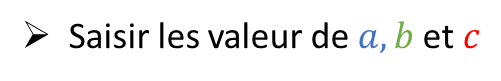 ➢ Saisir les valeur de a, b et c